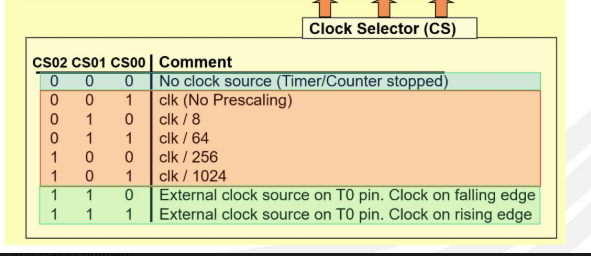 Clock Selector (CS)
CS02 CS01 CS00 Comment
0 0 0 No clock source (Timer/Counter stopped)
0 0 1 clk (No Prescaling)
0 1 0 clk / 8
0 1 1 clk / 64
1 0 0 clk / 256
1 0 1 clk / 1024
1 1 0 External clock source on T0 pin. Clock on falling edge
1 1 1 External clock source on T0 pin. Clock on rising edge